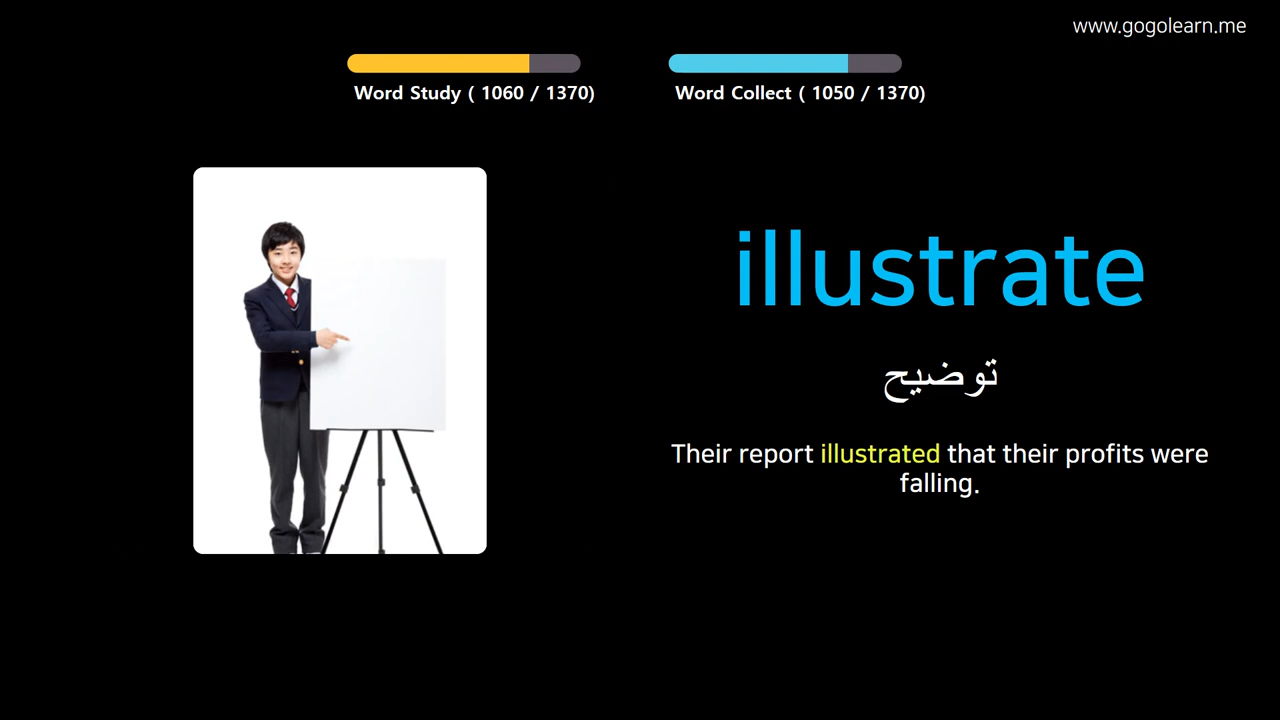 www.gogolearn.me
Word Study ( 1060 / 1370)
Word Collect ( 1050 / 1370)
illustrate
توضيح
Their report illustrated that their profits were
falling.